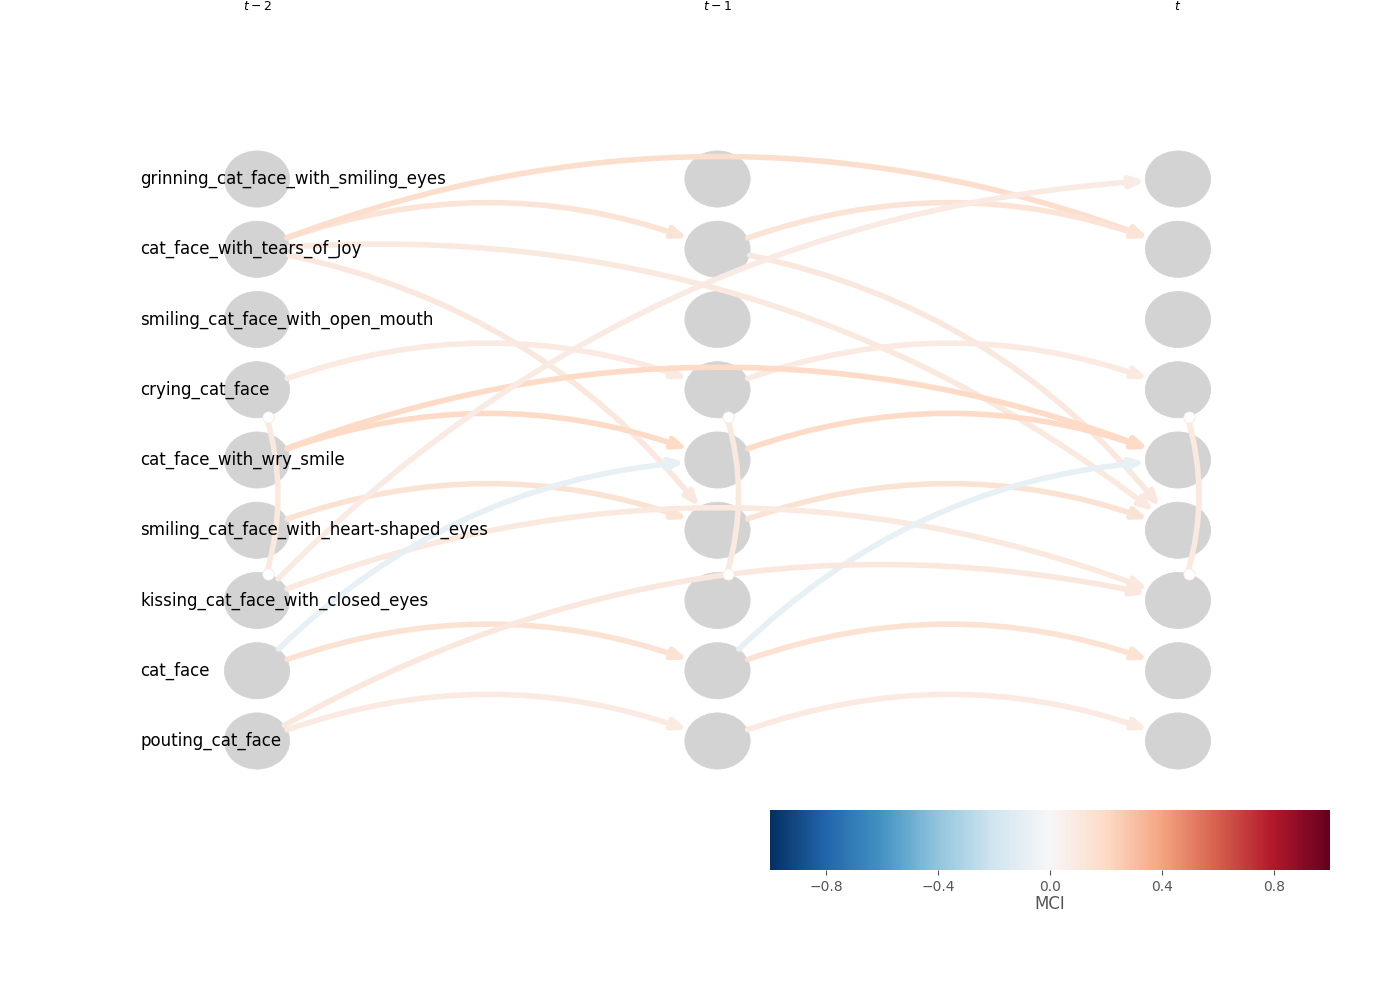 t − 2 t − 1 t
grinning_cat_face_with_smiling_eyes
cat_face_with_tears_of_joy
smiling_cat_face_with_open_mouth
crying_cat_face
cat_face_with_wry_smile
smiling_cat_face_with_heart-shaped_eyes
kissing_cat_face_with_closed_eyes
cat_face
pouting_cat_face
−0.8 −0.4 0.0 0.4 0.8
MCI